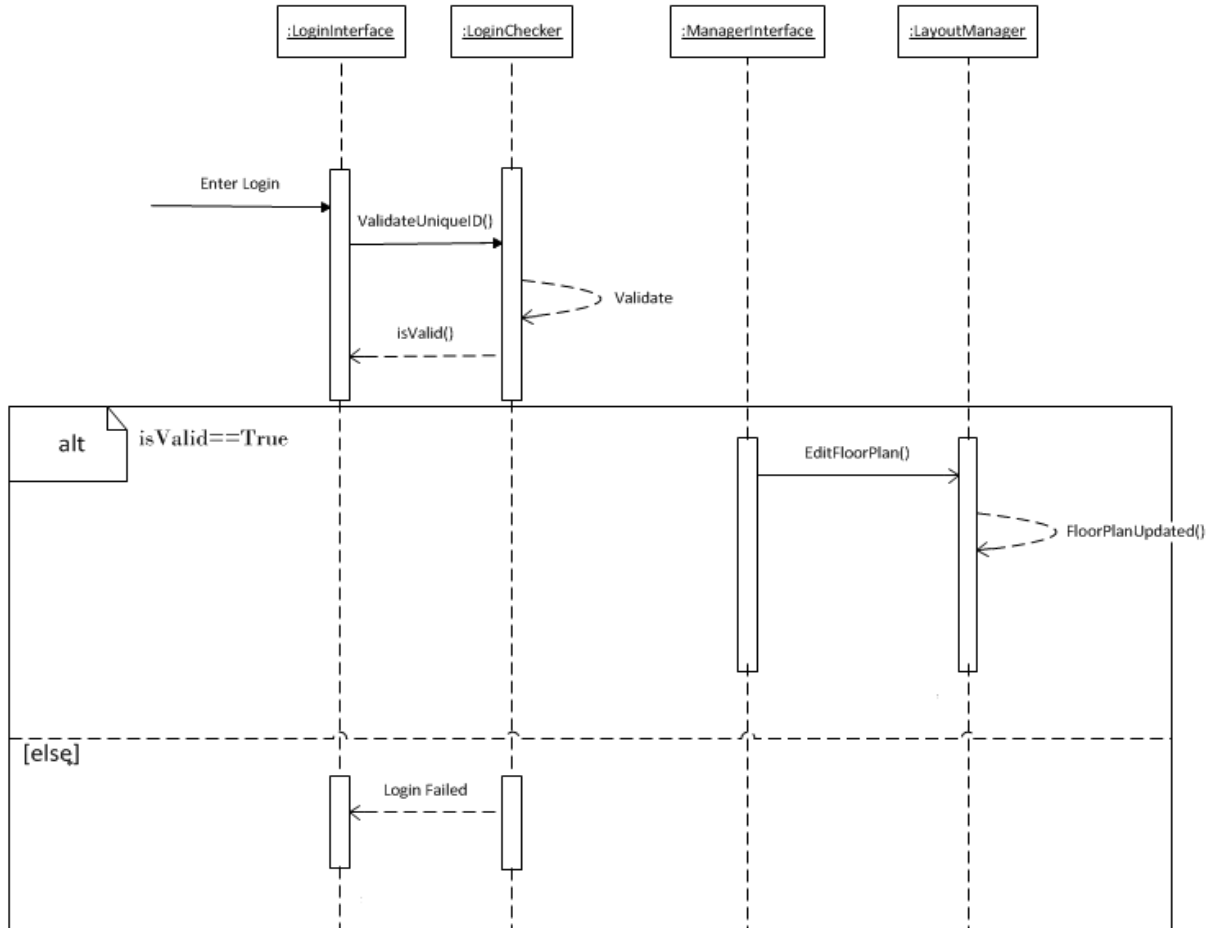 :LoginInterface
:LoginChecker
:ManagerInterface
:LayoutManager
Enter Login
ValidateUniqueID()
Validate
isValid()
alt
isValid==True
EditFloorPlan()
FloorPlanUpdated()
[else]
Login Failed